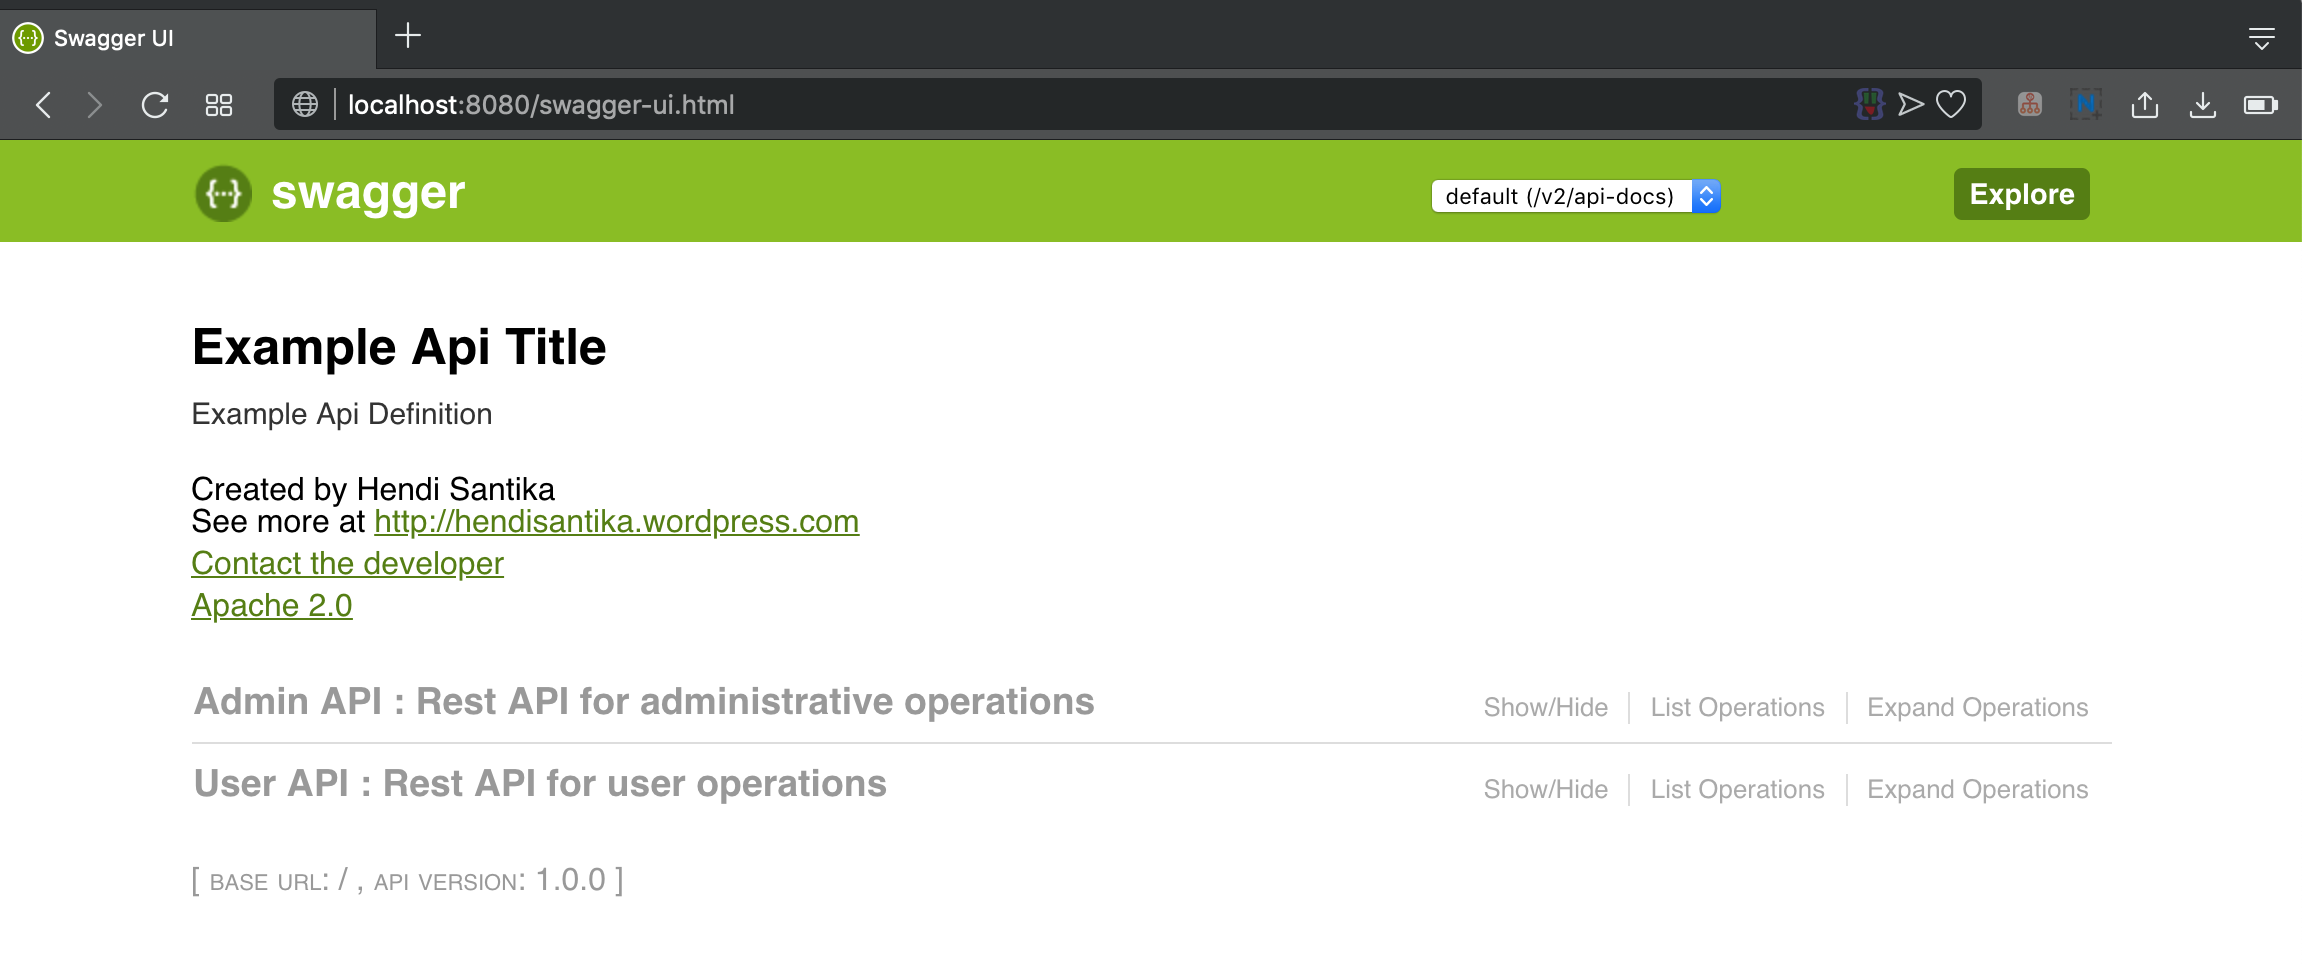 Swagger UI
localhost:8080/swagger-ui.html
swagger
default (/v2/api-docs)
Explore
Example Api Title
Example Api Definition
Created by Hendi Santika
See more at http://hendisantika.wordpress.com
Contact the developer
Apache 2.0
Admin API : Rest API for administrative operations
Show/Hide
List Operations
Expand Operations
User API : Rest API for user operations
Show/Hide
List Operations
Expand Operations
[ BASE URL: / , API VERSION: 1.0.0 ]